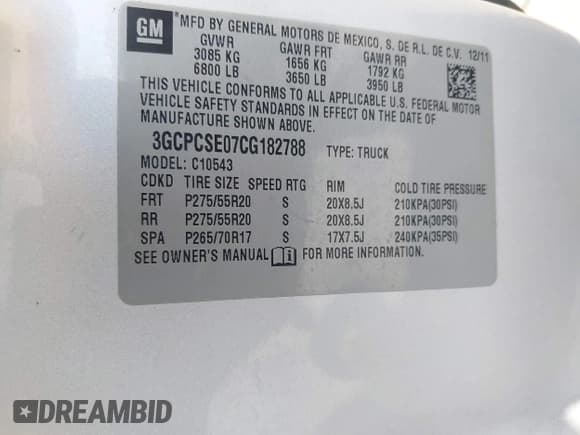 GM
*MFD BY GENERAL MOTORS DE MEXICO, S. DE R.L. DE C.V. 12/11
GVWR GAWR FRT GAWR RR
3085 KG 1656 KG 1792 KG
6800 LB 3650 LB 3950 LB
THIS VEHICLE CONFORMS TO ALL APPLICABLE U.S. FEDERAL MOTOR
VEHICLE SAFETY STANDARDS IN EFFECT ON THE DATE OF
MANUFACTURE SHOWN ABOVE.
3GCPCSE07CG182788 TYPE: TRUCK
MODEL: C10543
CDKD TIRE SIZE SPEED RTG RIM COLD TIRE PRESSURE
FRT P275/55R20 S 20X8.5J 210KPA(30PSI)
RR P275/55R20 S 20X8.5J 210KPA(30PSI)
SPA P265/70R17 S 17X7.5J 240KPA(35PSI)
SEE OWNER'S MANUAL FOR MORE INFORMATION.
DREAMBID